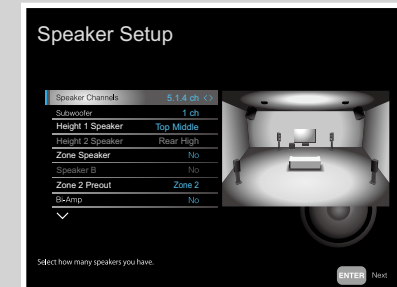 Speaker Setup
Speaker Channels 5.1.4 ch <>
Subwoofer 1 ch
Height 1 Speaker Top Middle
Height 2 Speaker Rear High
Zone Speaker No
Speaker B No
Zone 2 Preout Zone 2
Bi-Amp No
Select how many speakers you have.
ENTER Next